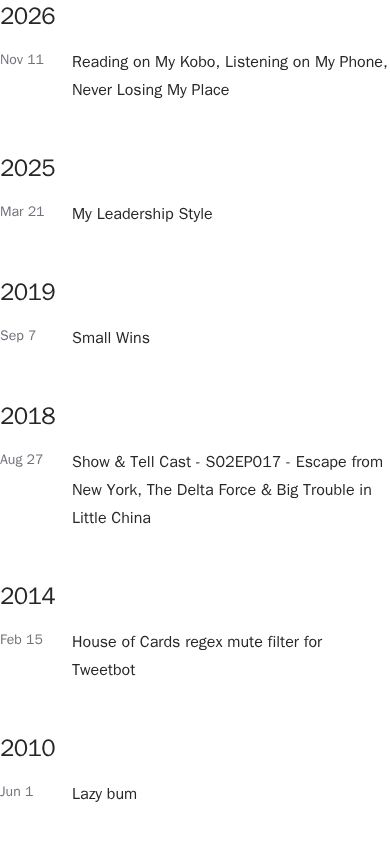 2026
Nov 11
Reading on My Kobo, Listening on My Phone,
Never Losing My Place
2025
Mar 21
My Leadership Style
2019
Sep 7
Small Wins
2018
Aug 27
Show & Tell Cast - S02EP017 - Escape from
New York, The Delta Force & Big Trouble in
Little China
2014
Feb 15
House of Cards regex mute filter for
Tweetbot
2010
Jun 1
Lazy bum